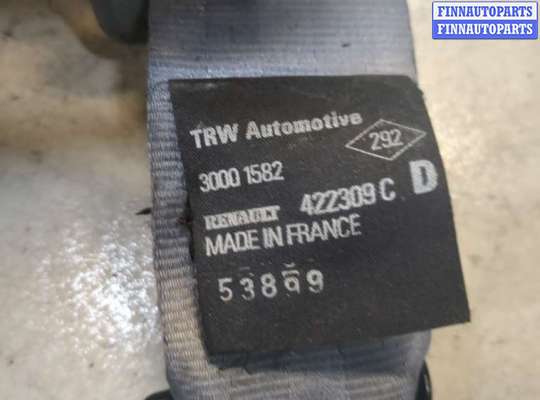 FINNAUTOPARTS
FINNAUTOPARTS
TRW Automotive
292
3000 1582
RENAULT 422309 C D
MADE IN FRANCE